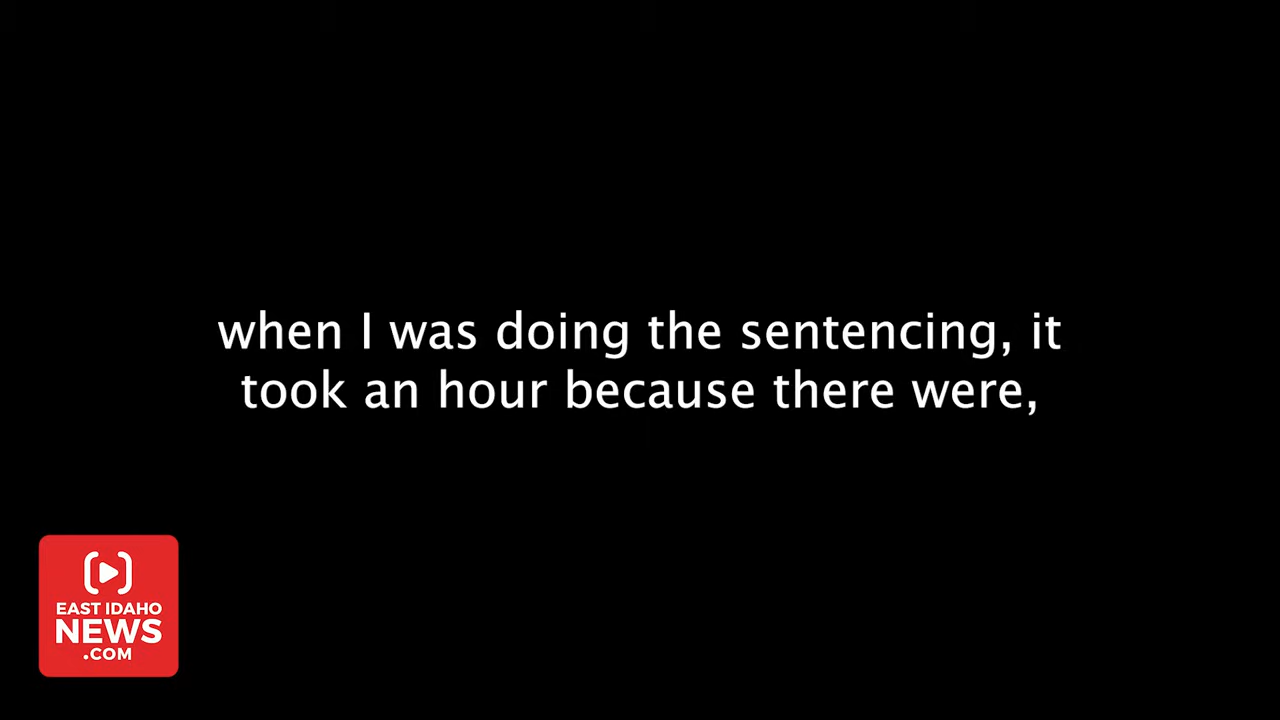 when I was doing the sentencing, it
took an hour because there were,
EAST IDAHO
NEWS
.COM